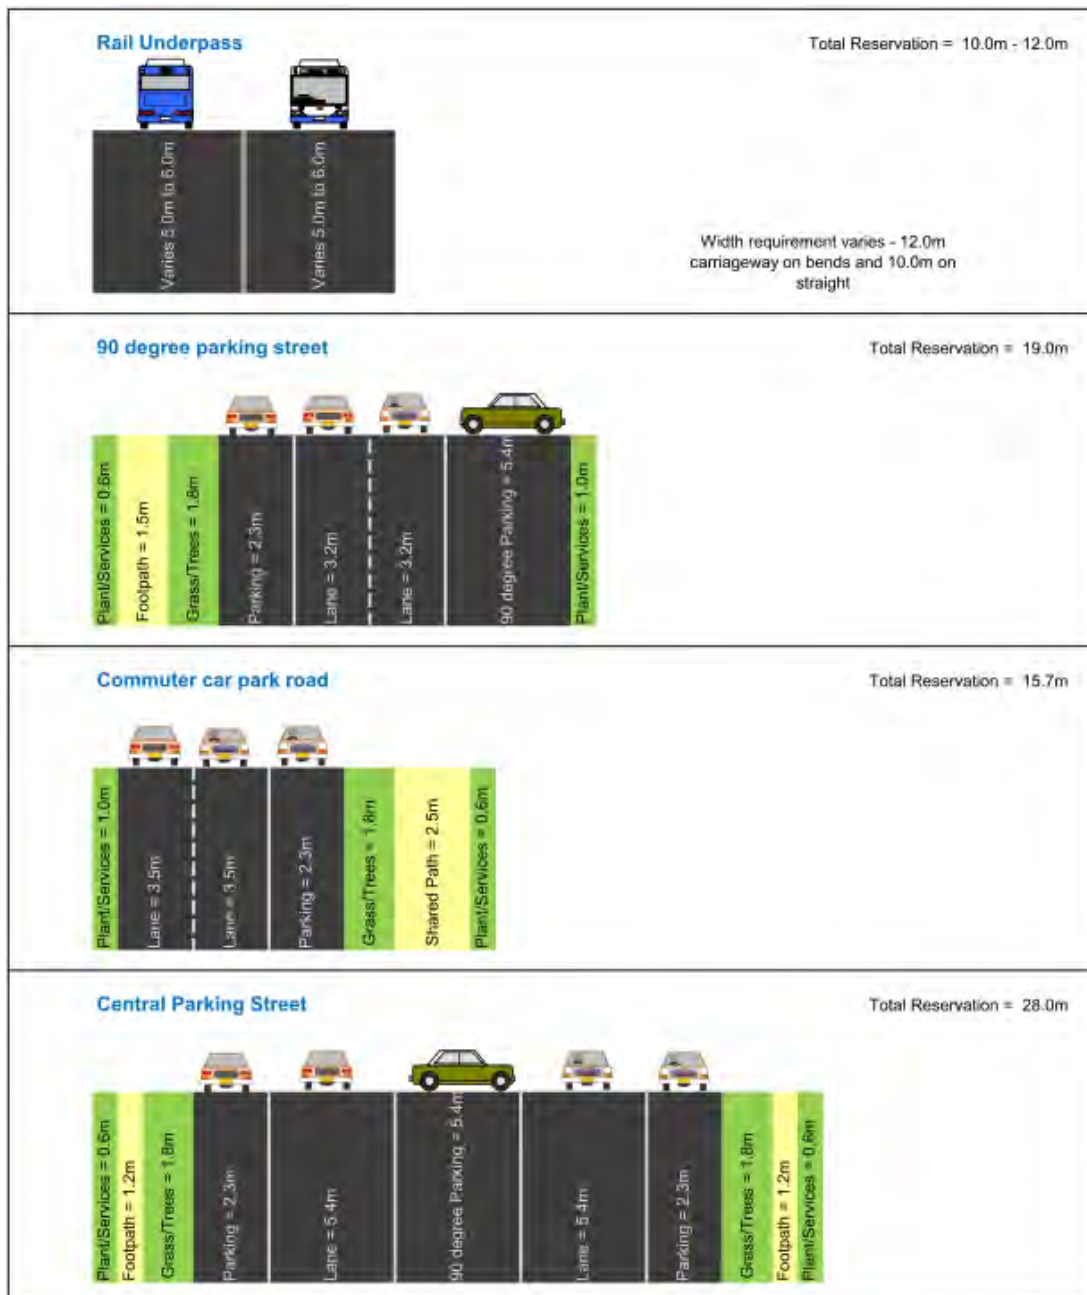 Rail Underpass
Total Reservation = 10.0m - 12.0m
Varies 5.0m to 6.0m
Varies 5.0m to 6.0m
Width requirement varies - 12.0m
carriageway on bends and 10.0m on
straight
90 degree parking street
Total Reservation = 19.0m
Plant/Services = 0.6m
Footpath = 1.5m
Grass/Trees = 1.8m
Parking = 2.3m
Lane = 3.2m
Lane = 3.2m
90 degree Parking = 5.4m
Plant/Services = 1.0m
Commuter car park road
Total Reservation = 15.7m
Plant/Services = 1.0m
Lane = 3.5m
Lane = 3.5m
Parking = 2.3m
Grass/Trees = 1.8m
Shared Path = 2.5m
Plant/Services = 0.6m
Central Parking Street
Total Reservation = 28.0m
Plant/Services = 0.6m
Footpath = 1.2m
Grass/Trees = 1.8m
Parking = 2.3m
Lane = 5.4m
90 degree Parking = 5.4m
Lane = 5.4m
Parking = 2.3m
Grass/Trees = 1.8m
Footpath = 1.2m
Plant/Services = 0.6m